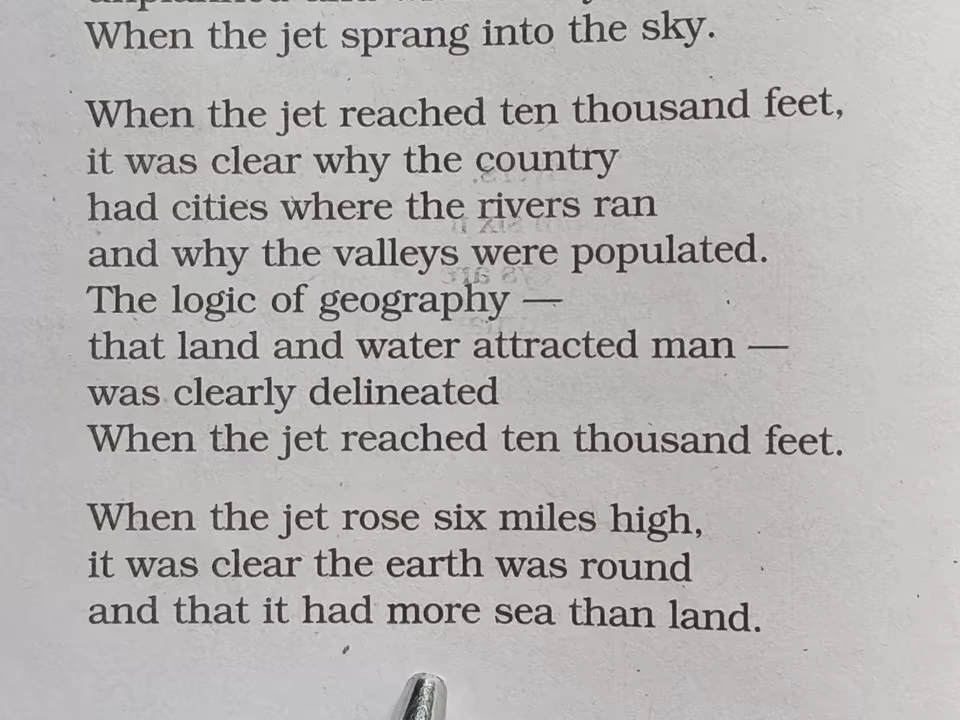 When the jet sprang into the sky.
When the jet reached ten thousand feet,
it was clear why the country
had cities where the rivers ran
and why the valleys were populated.
The logic of geography —
that land and water attracted man —
was clearly delineated
When the jet reached ten thousand feet.
When the jet rose six miles high,
it was clear the earth was round
and that it had more sea than land.